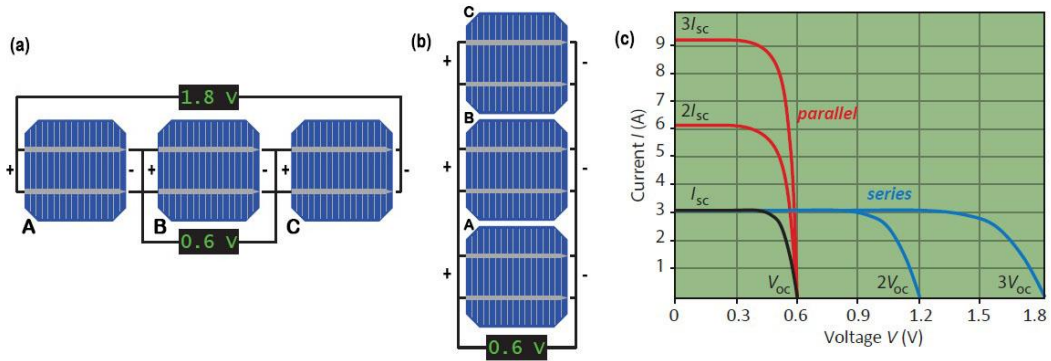 (a)
1.8 V
+ - + - + -
A B C
0.6 V
(b)
C
+ -
B
+ -
A
+ -
0.6 V
(c)
3Isc
9
8
7
parallel
2Isc
6
5
4
series
Isc
3
2
1
Voc 2Voc 3Voc
0 0.3 0.6 0.9 1.2 1.5 1.8
Current I (A)
Voltage V (V)